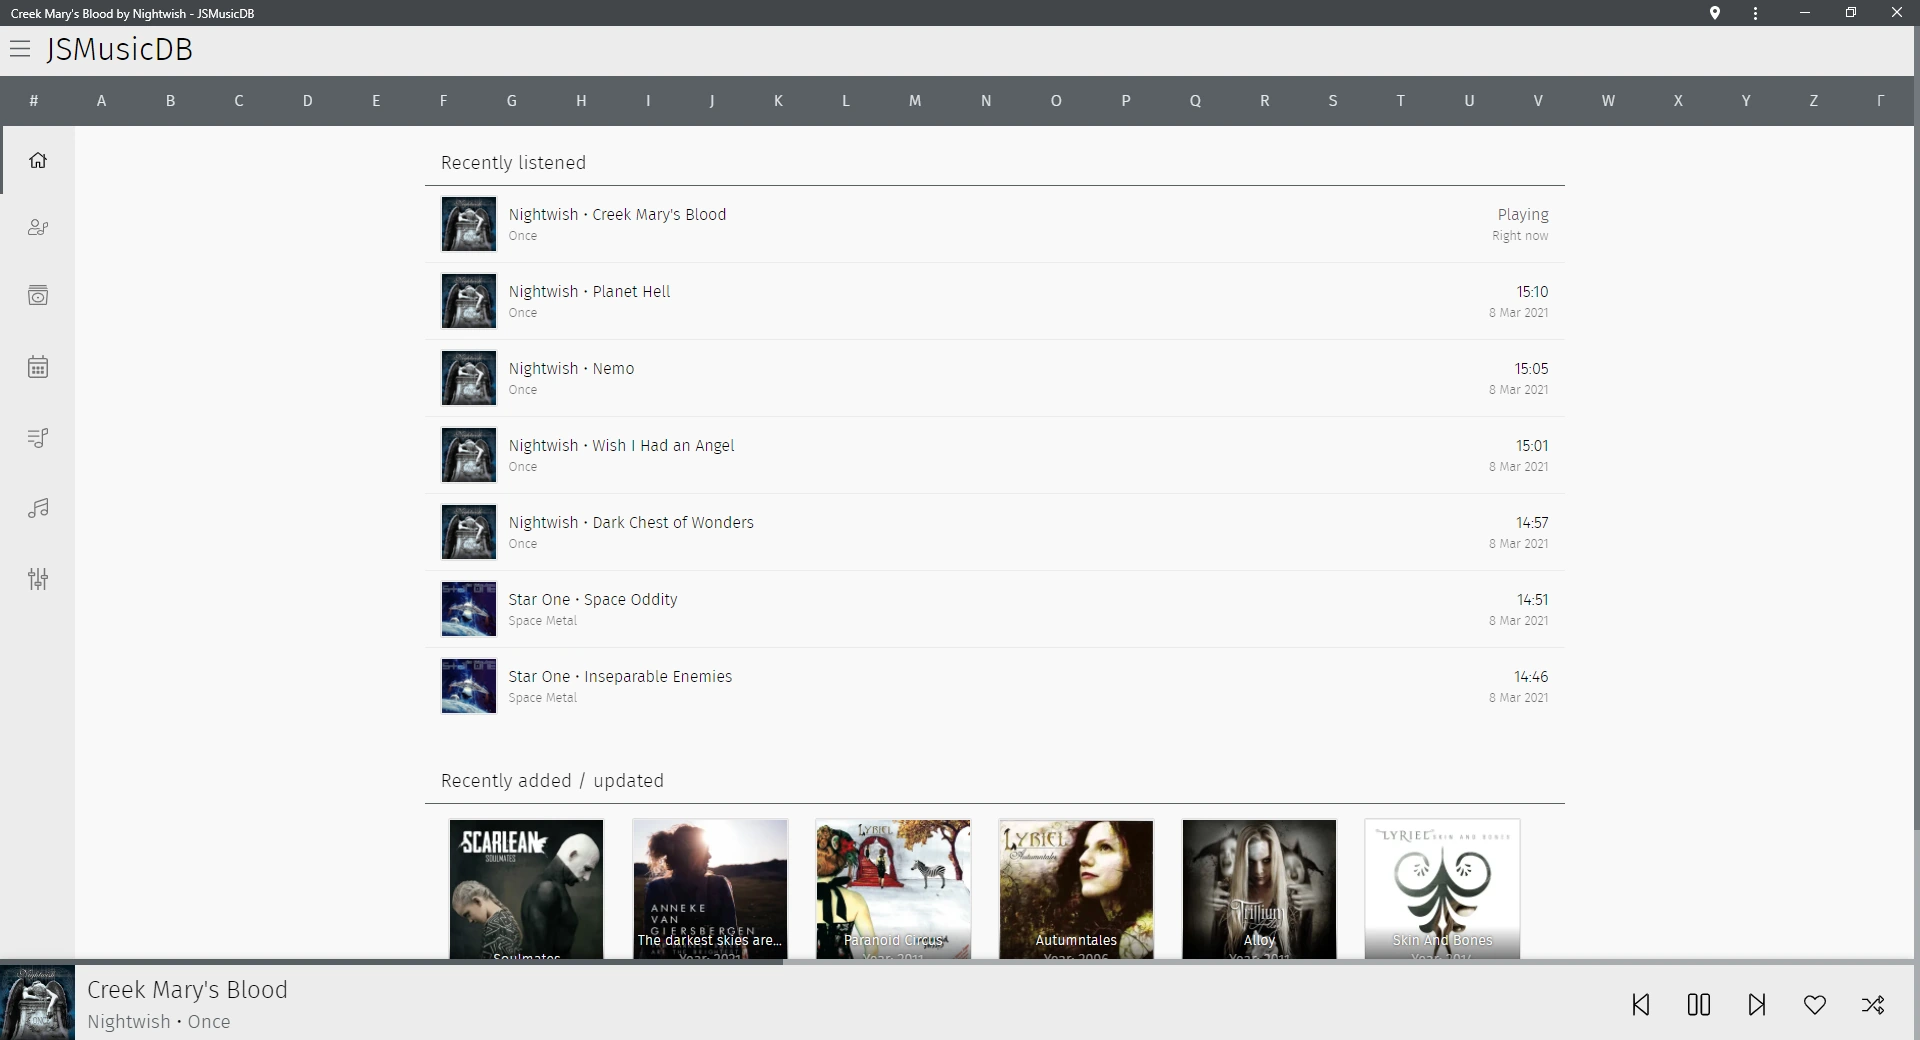 Creek Mary's Blood by Nightwish - JSMusicDB
JSMusicDB
# A B C D E F G H I J K L M N O P Q R S T U V W X Y Z Γ
Recently listened
Nightwish • Creek Mary's Blood
Once
Playing
Right now
Nightwish • Planet Hell
Once
15:10
8 Mar 2021
Nightwish • Nemo
Once
15:05
8 Mar 2021
Nightwish • Wish I Had an Angel
Once
15:01
8 Mar 2021
Nightwish • Dark Chest of Wonders
Once
14:57
8 Mar 2021
Star One • Space Oddity
Space Metal
14:51
8 Mar 2021
Star One • Inseparable Enemies
Space Metal
14:46
8 Mar 2021
Recently added / updated
SCARLEAN
SOULMATES
Soulmates
ANNEKE
VAN
GIERSBERGEN
The darkest skies are...
Year: 2021
LYRIEL
Paranoid Circus
Year: 2011
LYRIEL
Autumntales
Autumntales
Year: 2006
Trillium
Alloy
Year: 2011
LYRIEL SKIN AND BONES
Skin And Bones
Year: 2014
Nightwish
ONCE
Creek Mary's Blood
Nightwish • Once